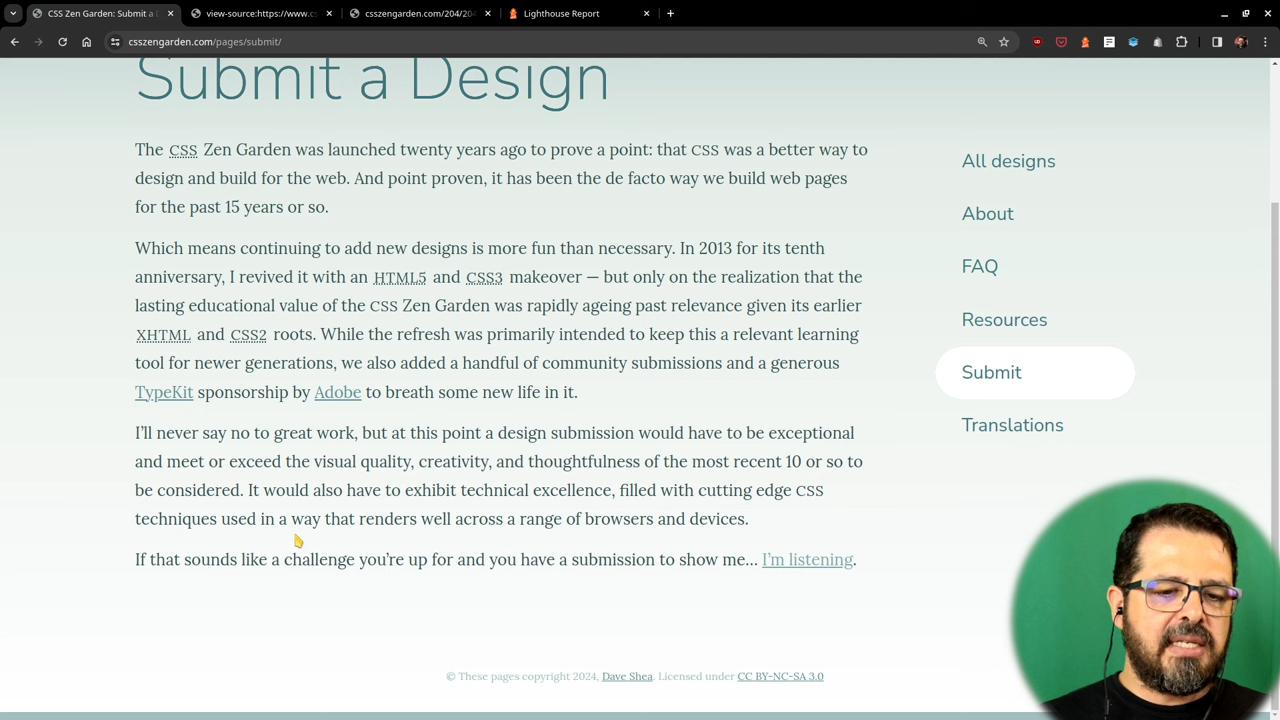 CSS Zen Garden: Submit a D
view-source:https://www.cs
csszengarden.com/204/204
Lighthouse Report
csszengarden.com/pages/submit/
Submit a Design
The CSS Zen Garden was launched twenty years ago to prove a point: that CSS was a better way to
design and build for the web. And point proven, it has been the de facto way we build web pages
for the past 15 years or so.
Which means continuing to add new designs is more fun than necessary. In 2013 for its tenth
anniversary, I revived it with an HTML5 and CSS3 makeover — but only on the realization that the
lasting educational value of the CSS Zen Garden was rapidly ageing past relevance given its earlier
XHTML and CSS2 roots. While the refresh was primarily intended to keep this a relevant learning
tool for newer generations, we also added a handful of community submissions and a generous
TypeKit sponsorship by Adobe to breath some new life in it.
I’ll never say no to great work, but at this point a design submission would have to be exceptional
and meet or exceed the visual quality, creativity, and thoughtfulness of the most recent 10 or so to
be considered. It would also have to exhibit technical excellence, filled with cutting edge CSS
techniques used in a way that renders well across a range of browsers and devices.
If that sounds like a challenge you’re up for and you have a submission to show me… I’m listening.
All designs
About
FAQ
Resources
Submit
Translations
© These pages copyright 2024, Dave Shea. Licensed under CC BY-NC-SA 3.0